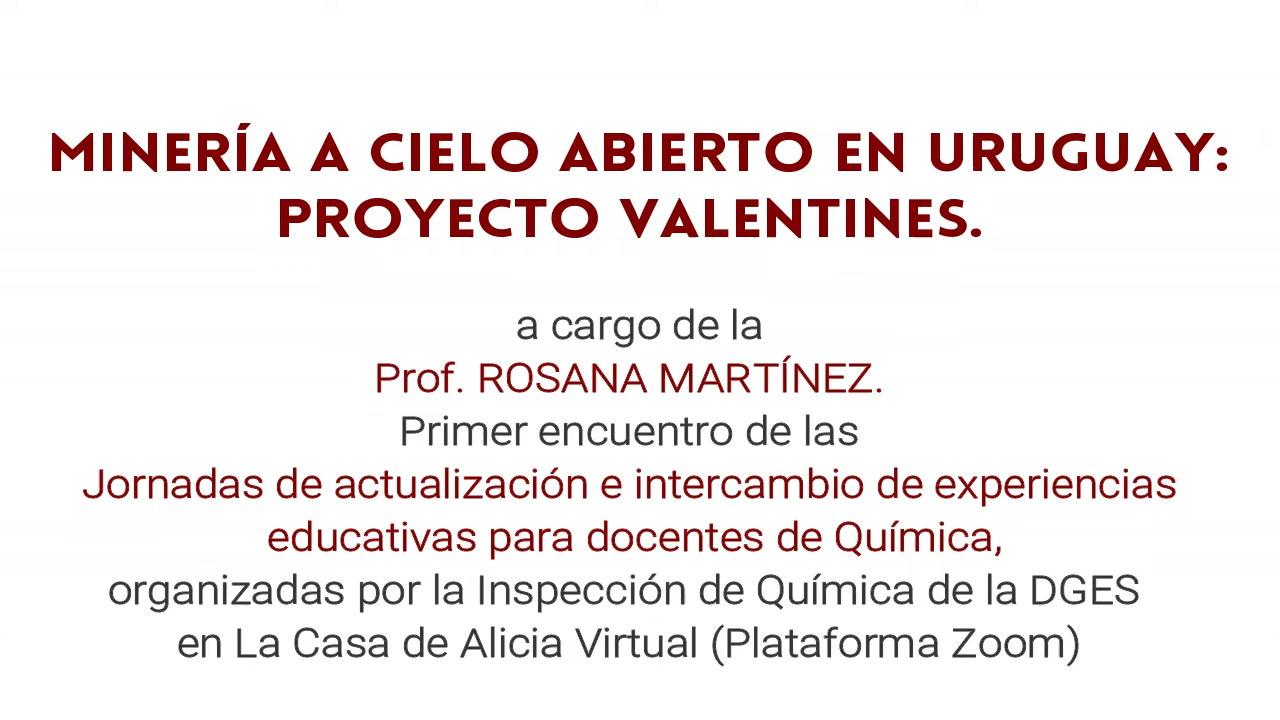 MINERÍA A CIELO ABIERTO EN URUGUAY:
PROYECTO VALENTINES.
a cargo de la
Prof. ROSANA MARTÍNEZ.
Primer encuentro de las
Jornadas de actualización e intercambio de experiencias
educativas para docentes de Química,
organizadas por la Inspección de Química de la DGES
en La Casa de Alicia Virtual (Plataforma Zoom)